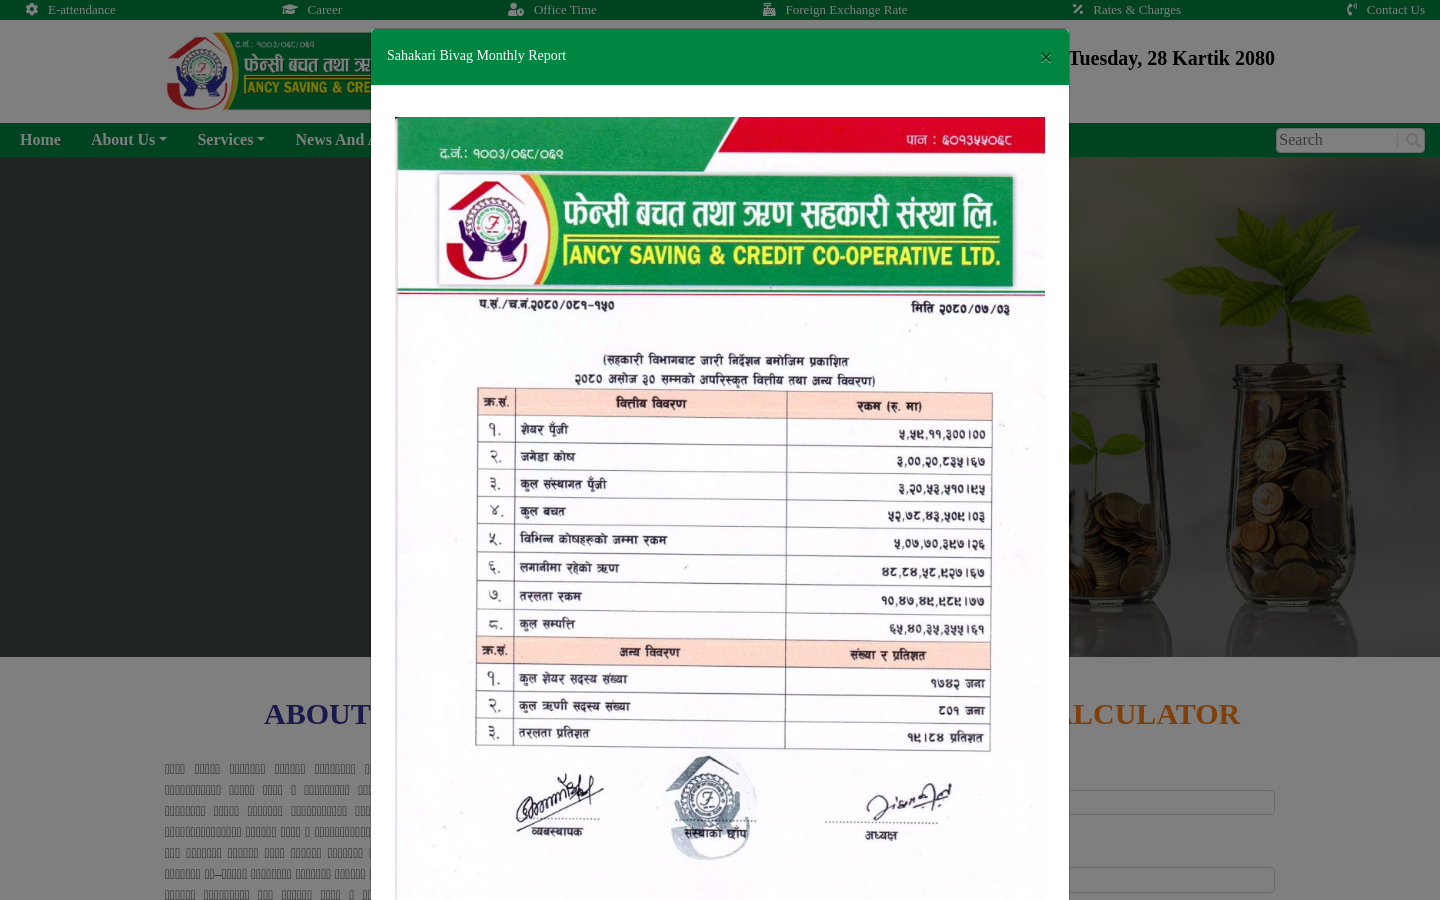 E-attendance Career Office Time Foreign Exchange Rate Rates & Charges Contact Us
Sahakari Bivag Monthly Report ×
द.नं.: १००३/०६८/०६९
फेन्सी बचत तथा ऋ
ANCY SAVING & CRE
Tuesday, 28 Kartik 2080
Home About Us Services News And A Search
द.नं.: १००३/०६८/०६९ पान : ६०१३५५०६८
फेन्सी बचत तथा ऋण सहकारी संस्था लि.
FANCY SAVING & CREDIT CO-OPERATIVE LTD.
प.सं./च.नं.२०८०/०८१-१५० मिति २०८०/०७/०३
(सहकारी विभागबाट जारी निर्देशन बमोजिम प्रकाशित
२०८० असोज ३० सम्मको अपरिस्कृत वित्तीय तथा अन्य विवरण)
क्र.सं. वित्तीय विवरण रकम (रु. मा)
१. शेयर पूँजी ५,५९,११,३००।००
२. जगेडा कोष ३,००,२०,८३५।६७
३. कुल संस्थागत पूँजी ३,२०,५३,५१०।९५
४. कुल बचत ५२,७८,४३,५०९।०३
५. विभिन्न कोषहरूको जम्मा रकम ५,०७,७०,३९७।२६
६. लगानीमा रहेको ऋण ४८,८४,५८,९२७।६७
७. तरलता रकम १०,४७,४९,९८९।७७
८. कुल सम्पत्ति ६५,४०,३५,३५५।६१
क्र.सं. अन्य विवरण संख्या र प्रतिशत
१. कुल शेयर सदस्य संख्या १७४२ जना
२. कुल ऋणी सदस्य संख्या ८०१ जना
३. तरलता प्रतिशत १९।८४ प्रतिशत
व्यबस्थापक संस्थाको छाँप अध्यक्ष
ABOUT ALCULATOR